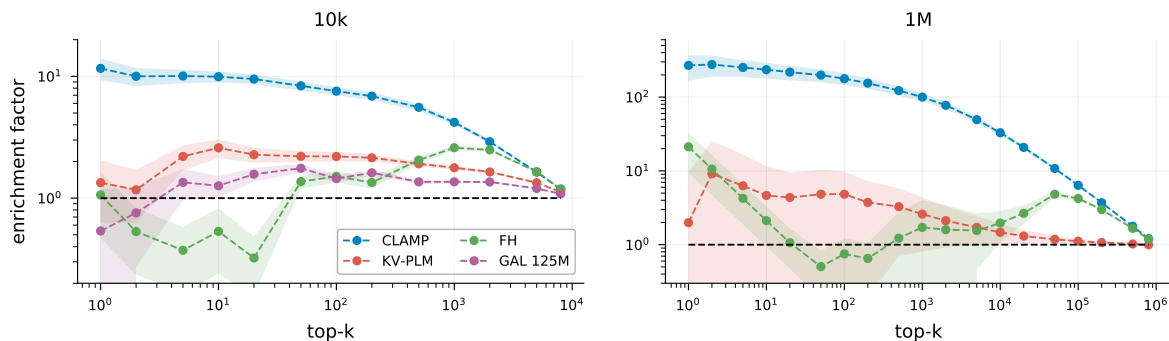 10k
1M
enrichment factor
10¹
10⁰
10²
10¹
10⁰
CLAMP
KV-PLM
FH
GAL 125M
10⁰ 10¹ 10² 10³ 10⁴
10⁰ 10¹ 10² 10³ 10⁴ 10⁵ 10⁶
top-k
top-k